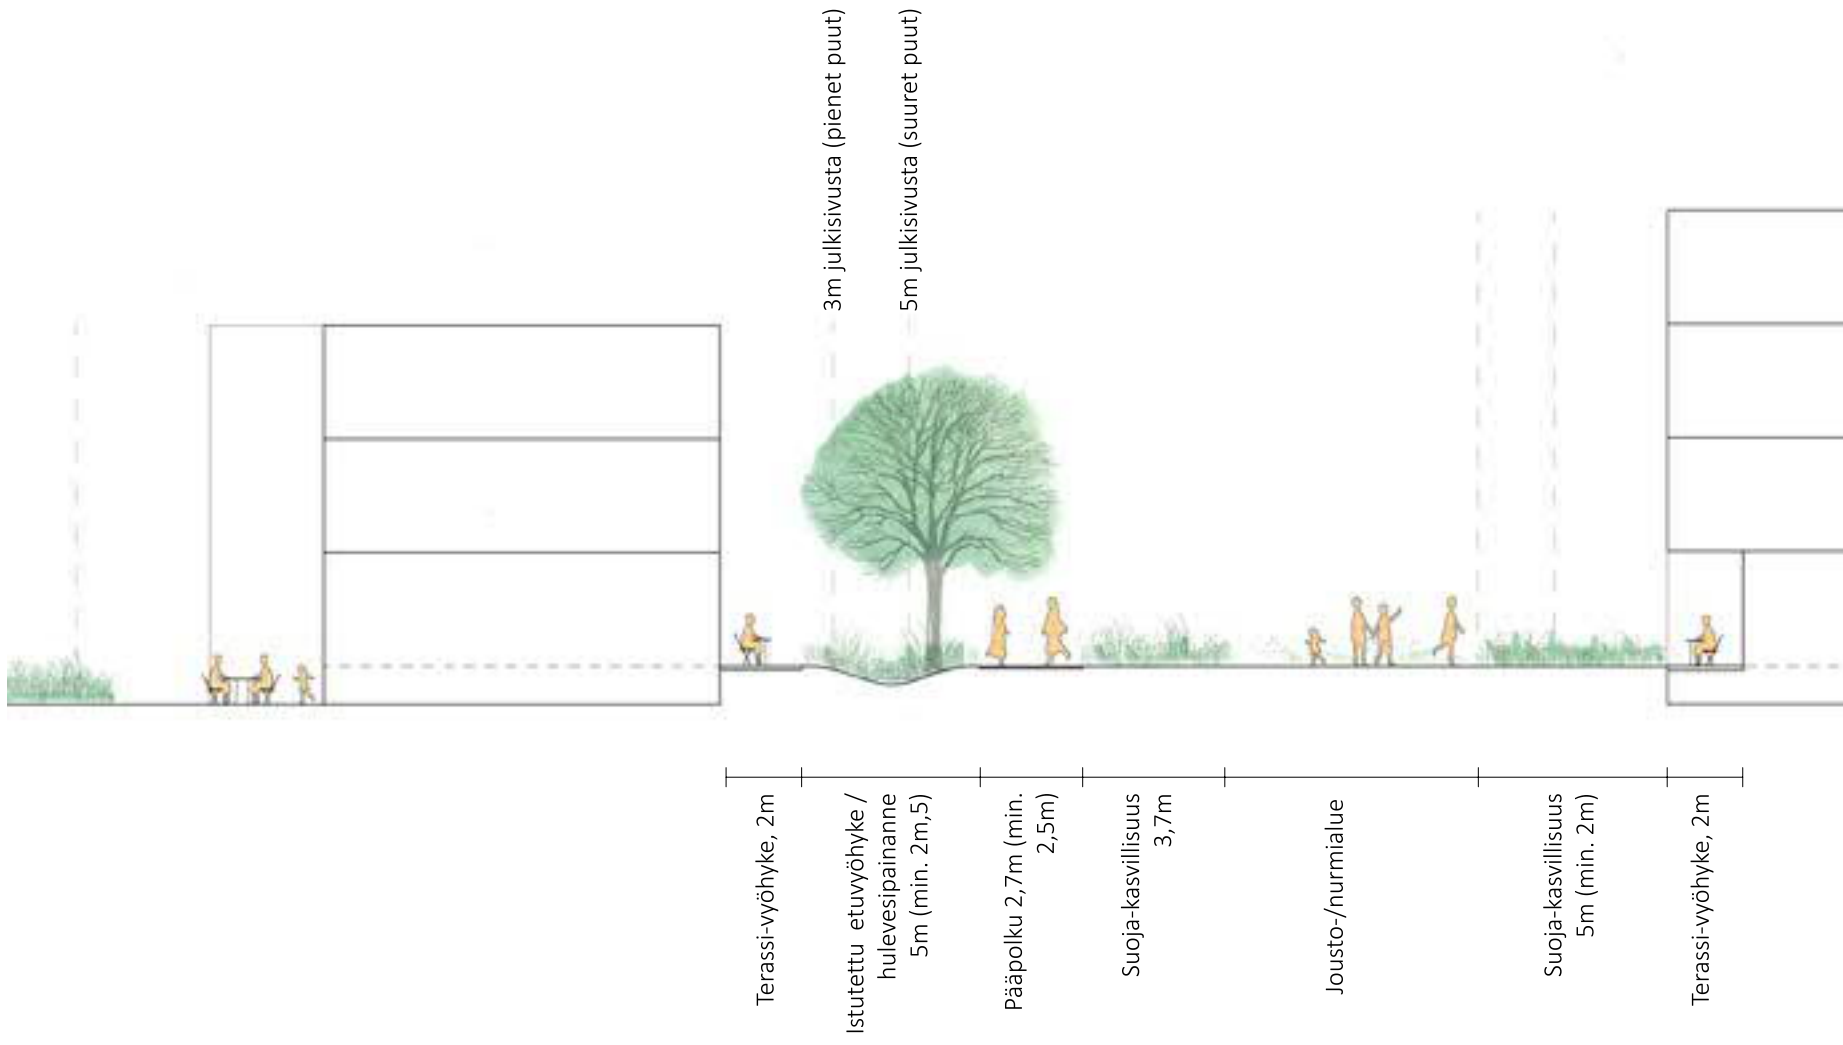 3m julkisivusta (pienet puut)
5m julkisivusta (suuret puut)
Terassi-vyöhyke, 2m
Istutettu etuvyöhyke /
hulevesipainanne
5m (min. 2m,5)
Pääpolku 2,7m (min.
2,5m)
Suoja-kasvillisuus
3,7m
Jousto-/nurmialue
Suoja-kasvillisuus
5m (min. 2m)
Terassi-vyöhyke, 2m